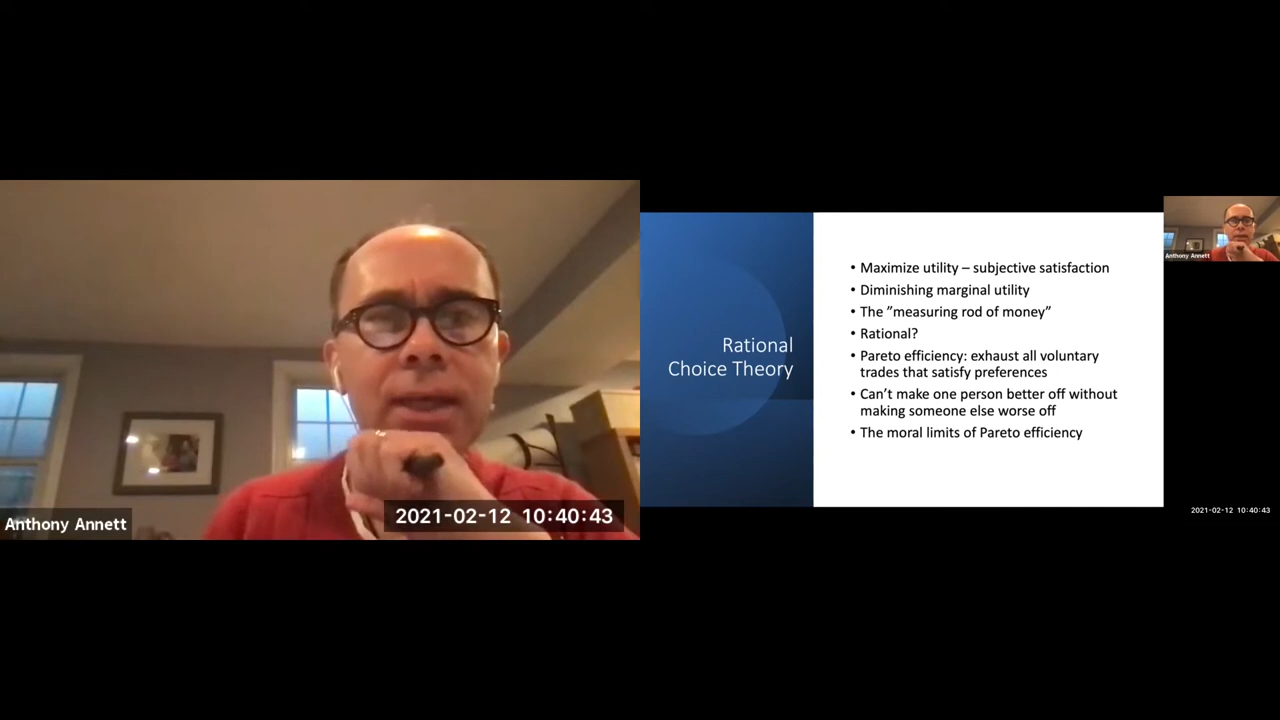 Anthony Annett
2021-02-12 10:40:43
Rational
Choice Theory
• Maximize utility – subjective satisfaction
• Diminishing marginal utility
• The ”measuring rod of money”
• Rational?
• Pareto efficiency: exhaust all voluntary
trades that satisfy preferences
• Can’t make one person better off without
making someone else worse off
• The moral limits of Pareto efficiency
Anthony Annett
2021-02-12 10:40:43